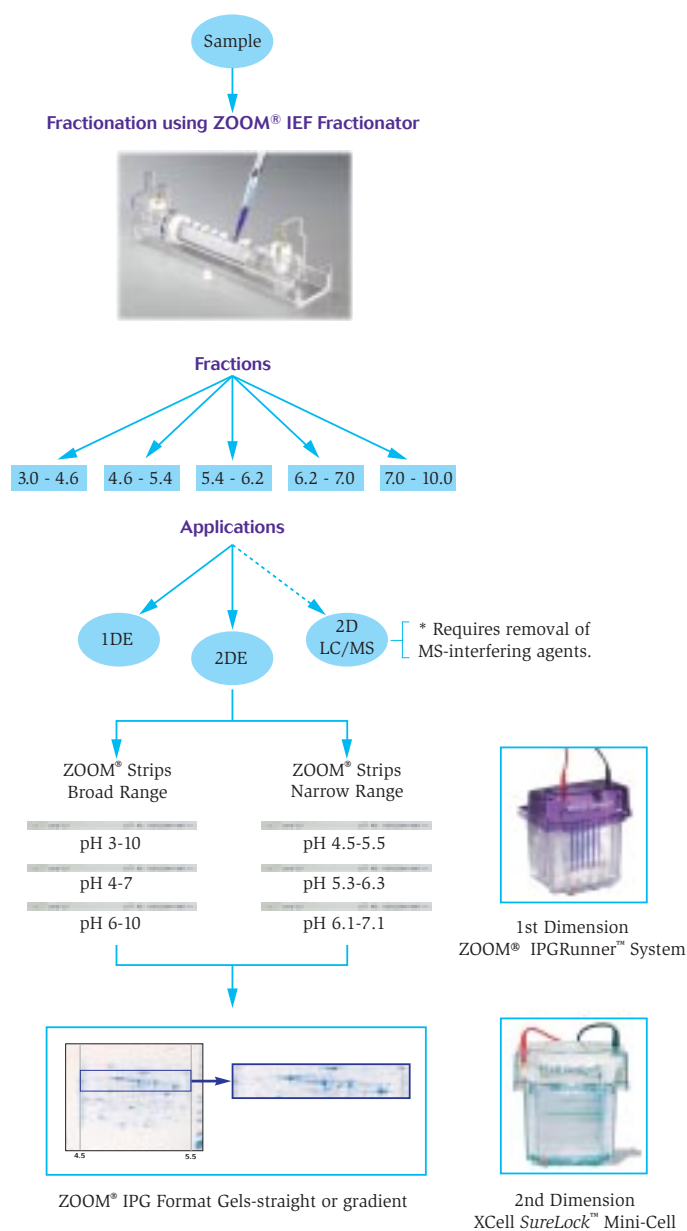 Sample
Fractionation using ZOOM® IEF Fractionator
Fractions
3.0 - 4.6
4.6 - 5.4
5.4 - 6.2
6.2 - 7.0
7.0 - 10.0
Applications
1DE
2DE
2D
LC/MS
* Requires removal of
MS-interfering agents.
ZOOM® Strips
Broad Range
pH 3-10
pH 4-7
pH 6-10
ZOOM® Strips
Narrow Range
pH 4.5-5.5
pH 5.3-6.3
pH 6.1-7.1
1st Dimension
ZOOM® IPGRunner™ System
4.5
5.5
ZOOM® IPG Format Gels-straight or gradient
2nd Dimension
XCell SureLock™ Mini-Cell